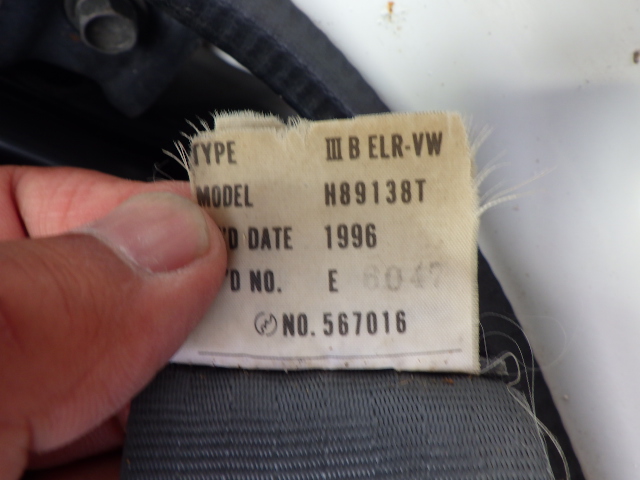 TYPE III B ELR-VW
MODEL H89138T
D DATE 1996
'D NO. E 6047
NO. 567016